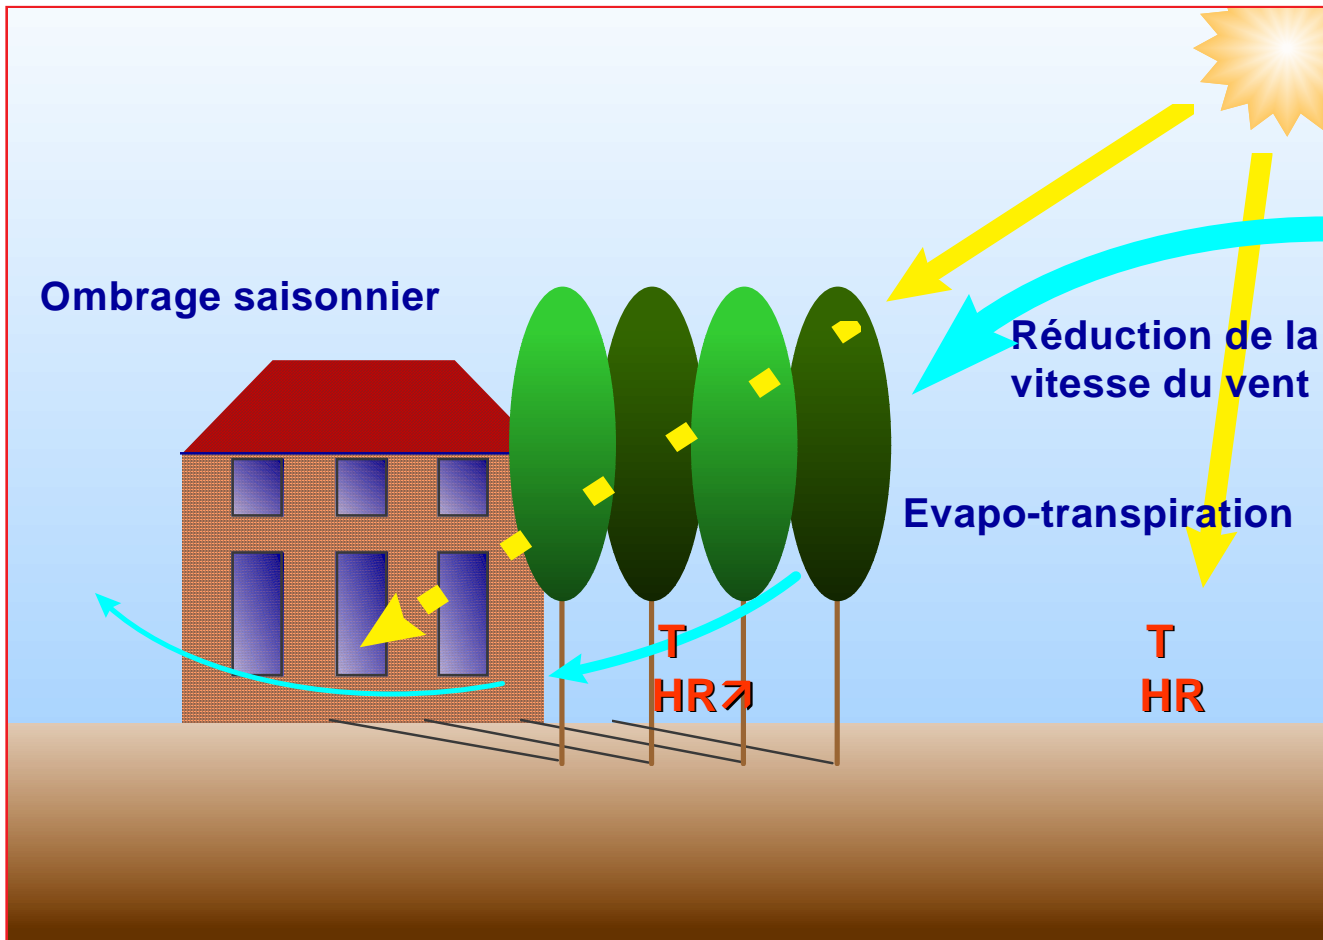 Ombrage saisonnier
Réduction de la
vitesse du vent
Evapo-transpiration
T
HR↗
T
HR